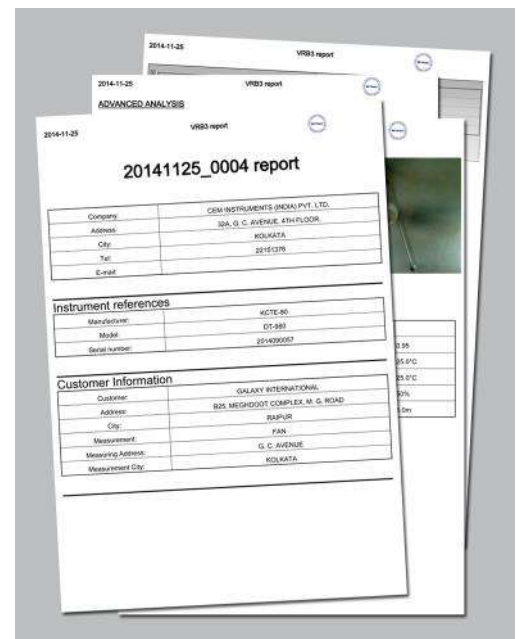 2014-11-25 VRB3 report
2014-11-25 VRB3 report
ADVANCED ANALYSIS
2014-11-25 VRB3 report
20141125_0004 report
Company: CEM INSTRUMENTS (INDIA) PVT. LTD.
Address: 32A, G. C. AVENUE, 4TH FLOOR,
City: KOLKATA
Tel: 22151376
E-mail:
Instrument references
Manufacturer: KCTE-80
Model: DT-980
Serial number: 2014090057
Customer Information
Customer: GALAXY INTERNATIONAL
Address: B25, MEGHDOOT COMPLEX, M. G. ROAD
City: RAIPUR
Measurement: FAN
Measuring Address: G. C. AVENUE
Measurement City: KOLKATA
0.95
25.0°C
25.0°C
50%
.0m